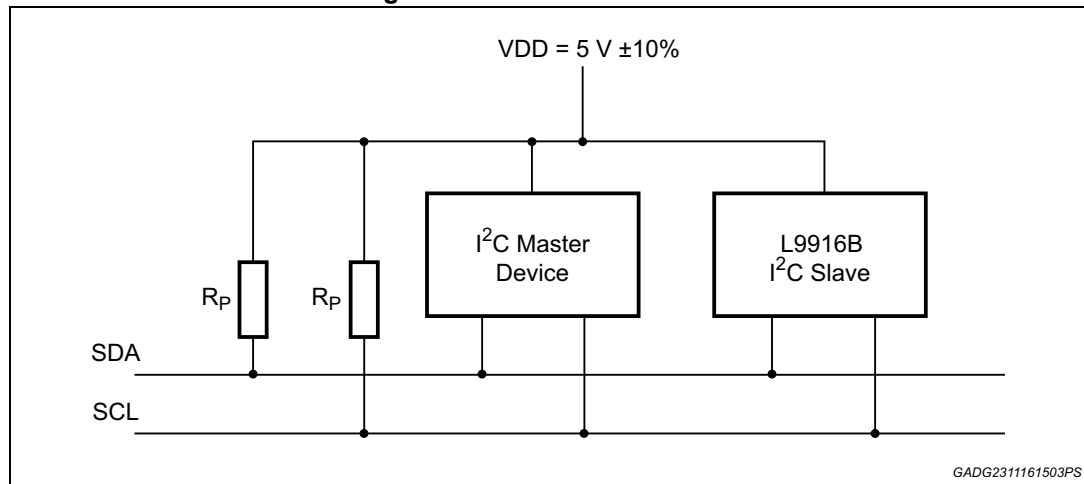 VDD = 5 V ±10%
I²C Master
Device
L9916B
I²C Slave
Rₚ
Rₚ
SDA
SCL
GADG2311161503PS